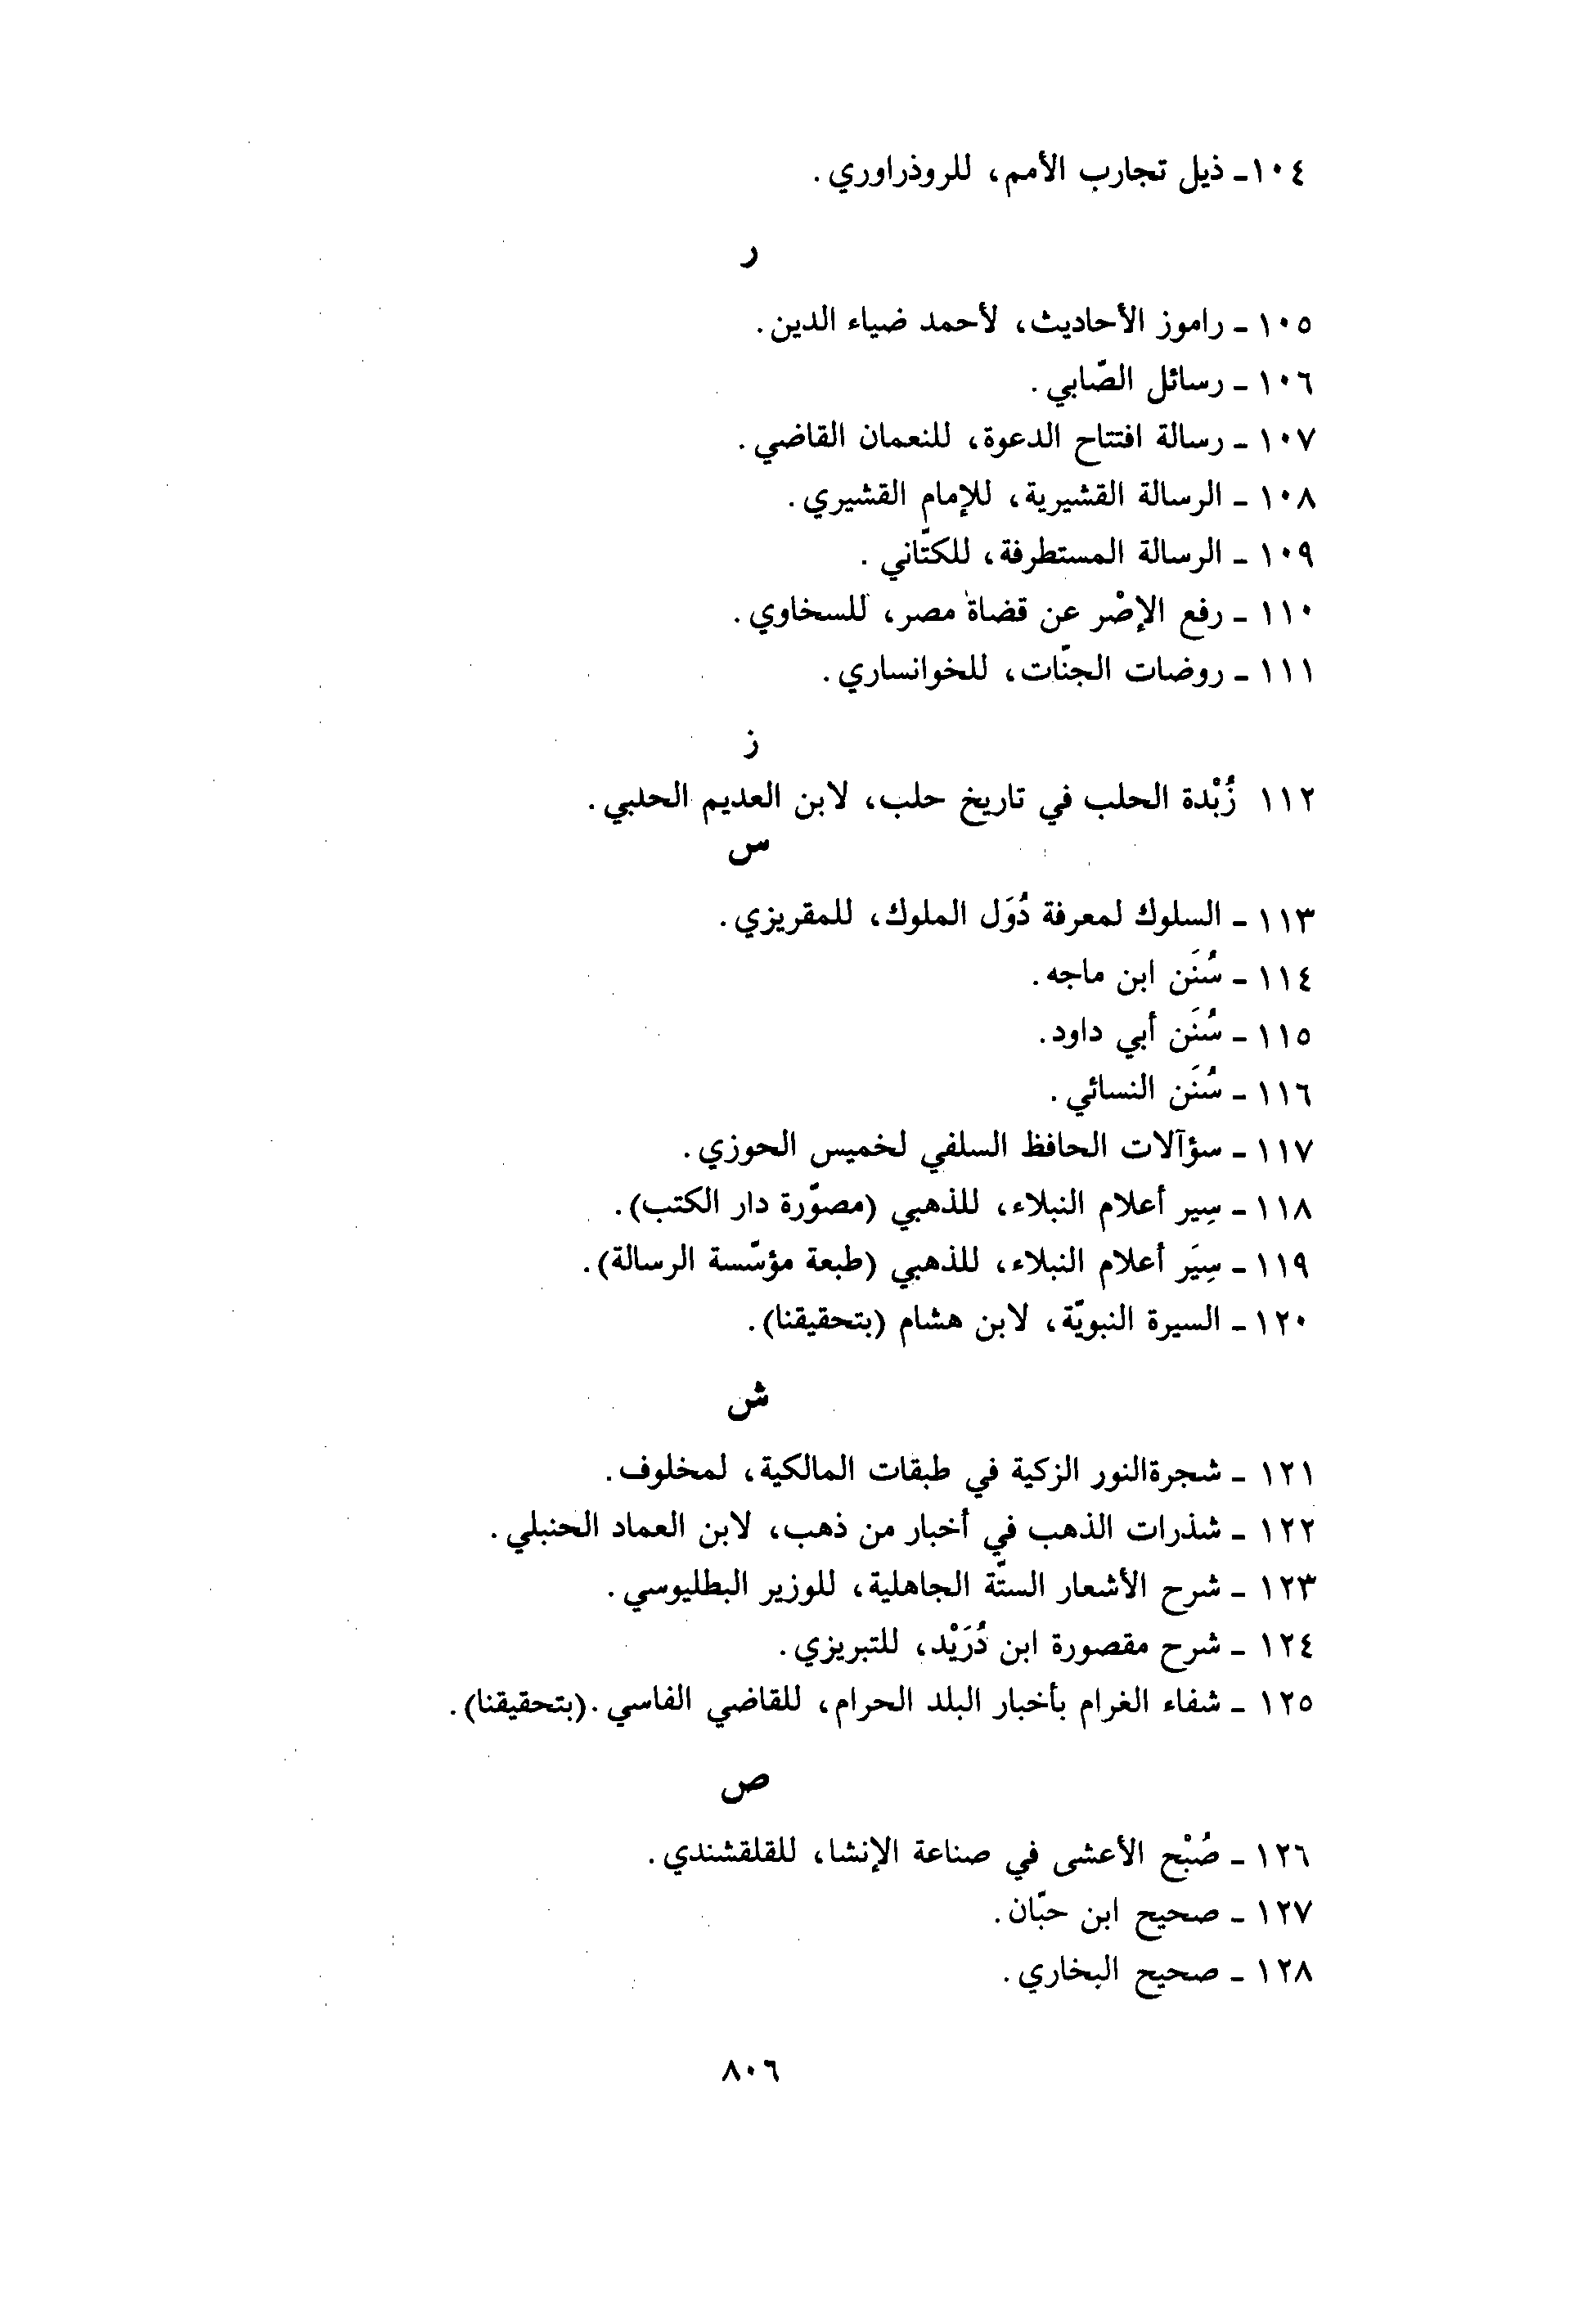 ١٠٤ـ ذيل تجارب الأمم، للروذراوري.
ر
١٠٥ ـ راموز الأحاديث، لأحمد ضياء الدين.
١٠٦ ـ رسائل الصّابي.
١٠٧ ـ رسالة افتتاح الدعوة، للنعمان القاضي.
١٠٨ ـ الرسالة القشيرية، للإمام القشيري.
١٠٩ ـ الرسالة المستطرفة، للكتّاني.
١١٠ ـ رفع الإصْر عن قضاة مصر، للسخاوي.
١١١ ـ روضات الجنّات، للخوانساري.
ز
١١٢ زُبْدة الحلب في تاريخ حلب، لابن العديم الحلبي.
س
١١٣ ـ السلوك لمعرفة دُوَل الملوك، للمقريزي.
١١٤ ـ سُنَن ابن ماجه.
١١٥ ـ سُنَن أبي داود.
١١٦ ـ سُنَن النسائي.
١١٧ ـ سؤآلات الحافظ السلفي لخميس الحوزي.
١١٨ ـ سِير أعلام النبلاء، للذهبي (مصوّرة دار الكتب).
١١٩ ـ سِيَر أعلام النبلاء، للذهبي (طبعة مؤسّسة الرسالة).
١٢٠ ـ السيرة النبويّة، لابن هشام (بتحقيقنا).
ش
١٢١ ـ شجرةالنور الزكية في طبقات المالكية، لمخلوف.
١٢٢ ـ شذرات الذهب في أخبار من ذهب، لابن العماد الحنبلي.
١٢٣ ـ شرح الأشعار الستّة الجاهلية، للوزير البطليوسي.
١٢٤ ـ شرح مقصورة ابن دُرَيْد، للتبريزي.
١٢٥ ـ شفاء الغرام بأخبار البلد الحرام، للقاضي الفاسي.(بتحقيقنا).
ص
١٢٦ ـ صُبْح الأعشى في صناعة الإنشا، للقلقشندي.
١٢٧ ـ صحيح ابن حبّان.
١٢٨ ـ صحيح البخاري.
٨٠٦